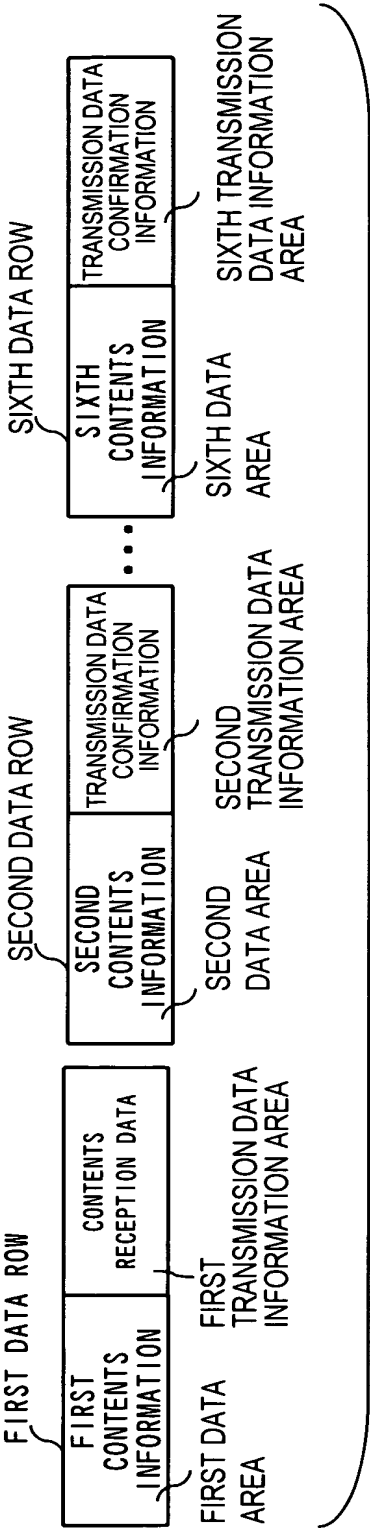 FIRST DATA ROW
FIRST
CONTENTS
INFORMATION
CONTENTS
RECEPTION DATA
FIRST DATA
AREA
FIRST
TRANSMISSION DATA
INFORMATION AREA
SECOND DATA ROW
SECOND
CONTENTS
INFORMATION
TRANSMISSION DATA
CONFIRMATION
INFORMATION
SECOND
DATA AREA
SECOND
TRANSMISSION DATA
INFORMATION AREA
...
SIXTH DATA ROW
SIXTH
CONTENTS
INFORMATION
TRANSMISSION DATA
CONFIRMATION
INFORMATION
SIXTH DATA
AREA
SIXTH TRANSMISSION
DATA INFORMATION
AREA